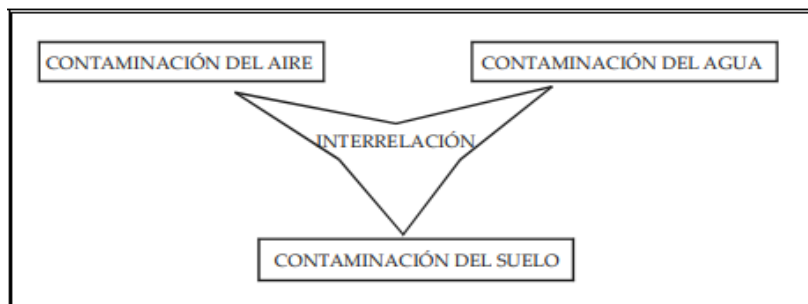 CONTAMINACIÓN DEL AIRE
CONTAMINACIÓN DEL AGUA
INTERRELACIÓN
CONTAMINACIÓN DEL SUELO